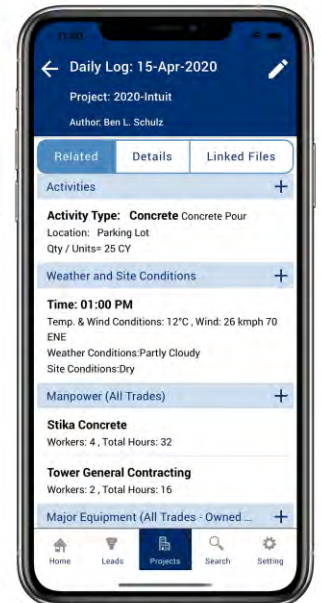 11:40
Daily Log: 15-Apr-2020
Project: 2020-Intuit
Author: Ben L. Schulz
Related Details Linked Files
Activities +
Activity Type: Concrete Concrete Pour
Location: Parking Lot
Qty / Units= 25 CY
Weather and Site Conditions +
Time: 01:00 PM
Temp. & Wind Conditions: 12°C , Wind: 26 kmph 70
ENE
Weather Conditions:Partly Cloudy
Site Conditions:Dry
Manpower (All Trades) +
Stika Concrete
Workers: 4 , Total Hours: 32
Tower General Contracting
Workers: 2 , Total Hours: 16
Major Equipment (All Trades - Owned ... +
Home Leads Projects Search Setting